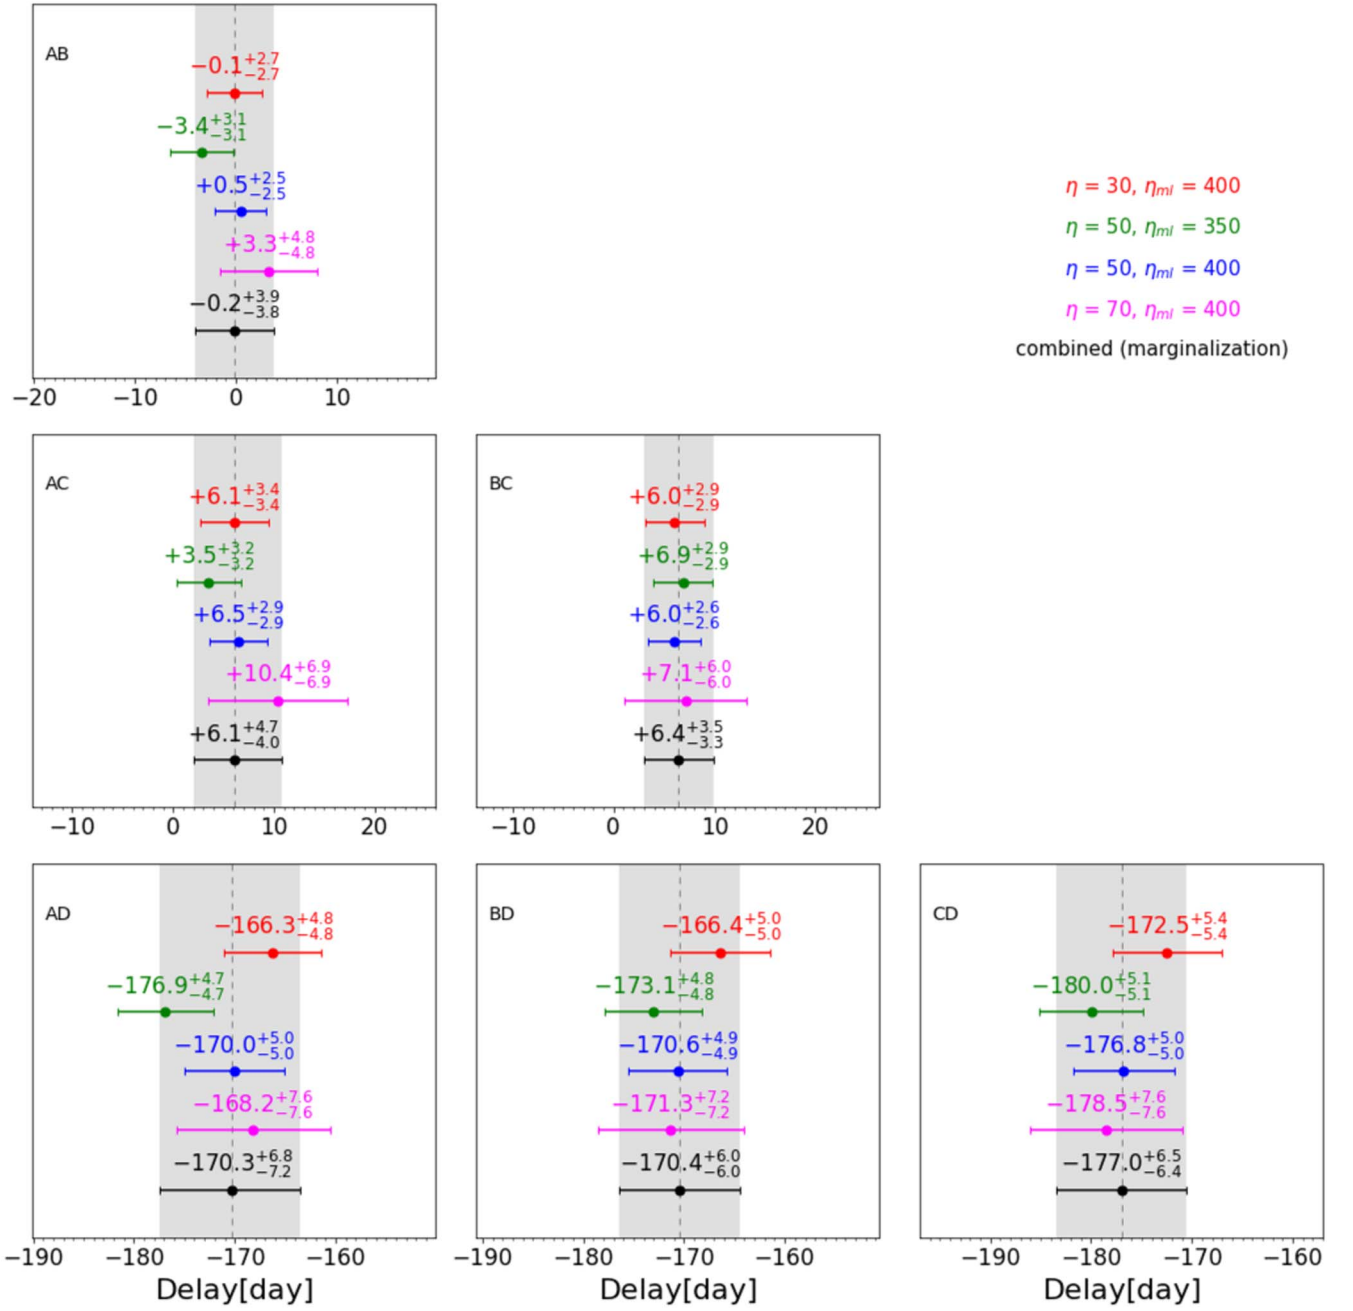 AB
−0.1 +2.7 −2.7
−3.4 +3.1 −3.1
+0.5 +2.5 −2.5
+3.3 +4.8 −4.8
−0.2 +3.9 −3.8
−20 −10 0 10
η = 30, ηml = 400
η = 50, ηml = 350
η = 50, ηml = 400
η = 70, ηml = 400
combined (marginalization)
AC
+6.1 +3.4 −3.4
+3.5 +3.2 −3.2
+6.5 +2.9 −2.9
+10.4 +6.9 −6.9
+6.1 +4.7 −4.0
−10 0 10 20
BC
+6.0 +2.9 −2.9
+6.9 +2.9 −2.9
+6.0 +2.6 −2.6
+7.1 +6.0 −6.0
+6.4 +3.5 −3.3
−10 0 10 20
AD
−166.3 +4.8 −4.8
−176.9 +4.7 −4.7
−170.0 +5.0 −5.0
−168.2 +7.6 −7.6
−170.3 +6.8 −7.2
−190 −180 −170 −160
Delay[day]
BD
−166.4 +5.0 −5.0
−173.1 +4.8 −4.8
−170.6 +4.9 −4.9
−171.3 +7.2 −7.2
−170.4 +6.0 −6.0
−190 −180 −170 −160
Delay[day]
CD
−172.5 +5.4 −5.4
−180.0 +5.1 −5.1
−176.8 +5.0 −5.0
−178.5 +7.6 −7.6
−177.0 +6.5 −6.4
−190 −180 −170 −160
Delay[day]